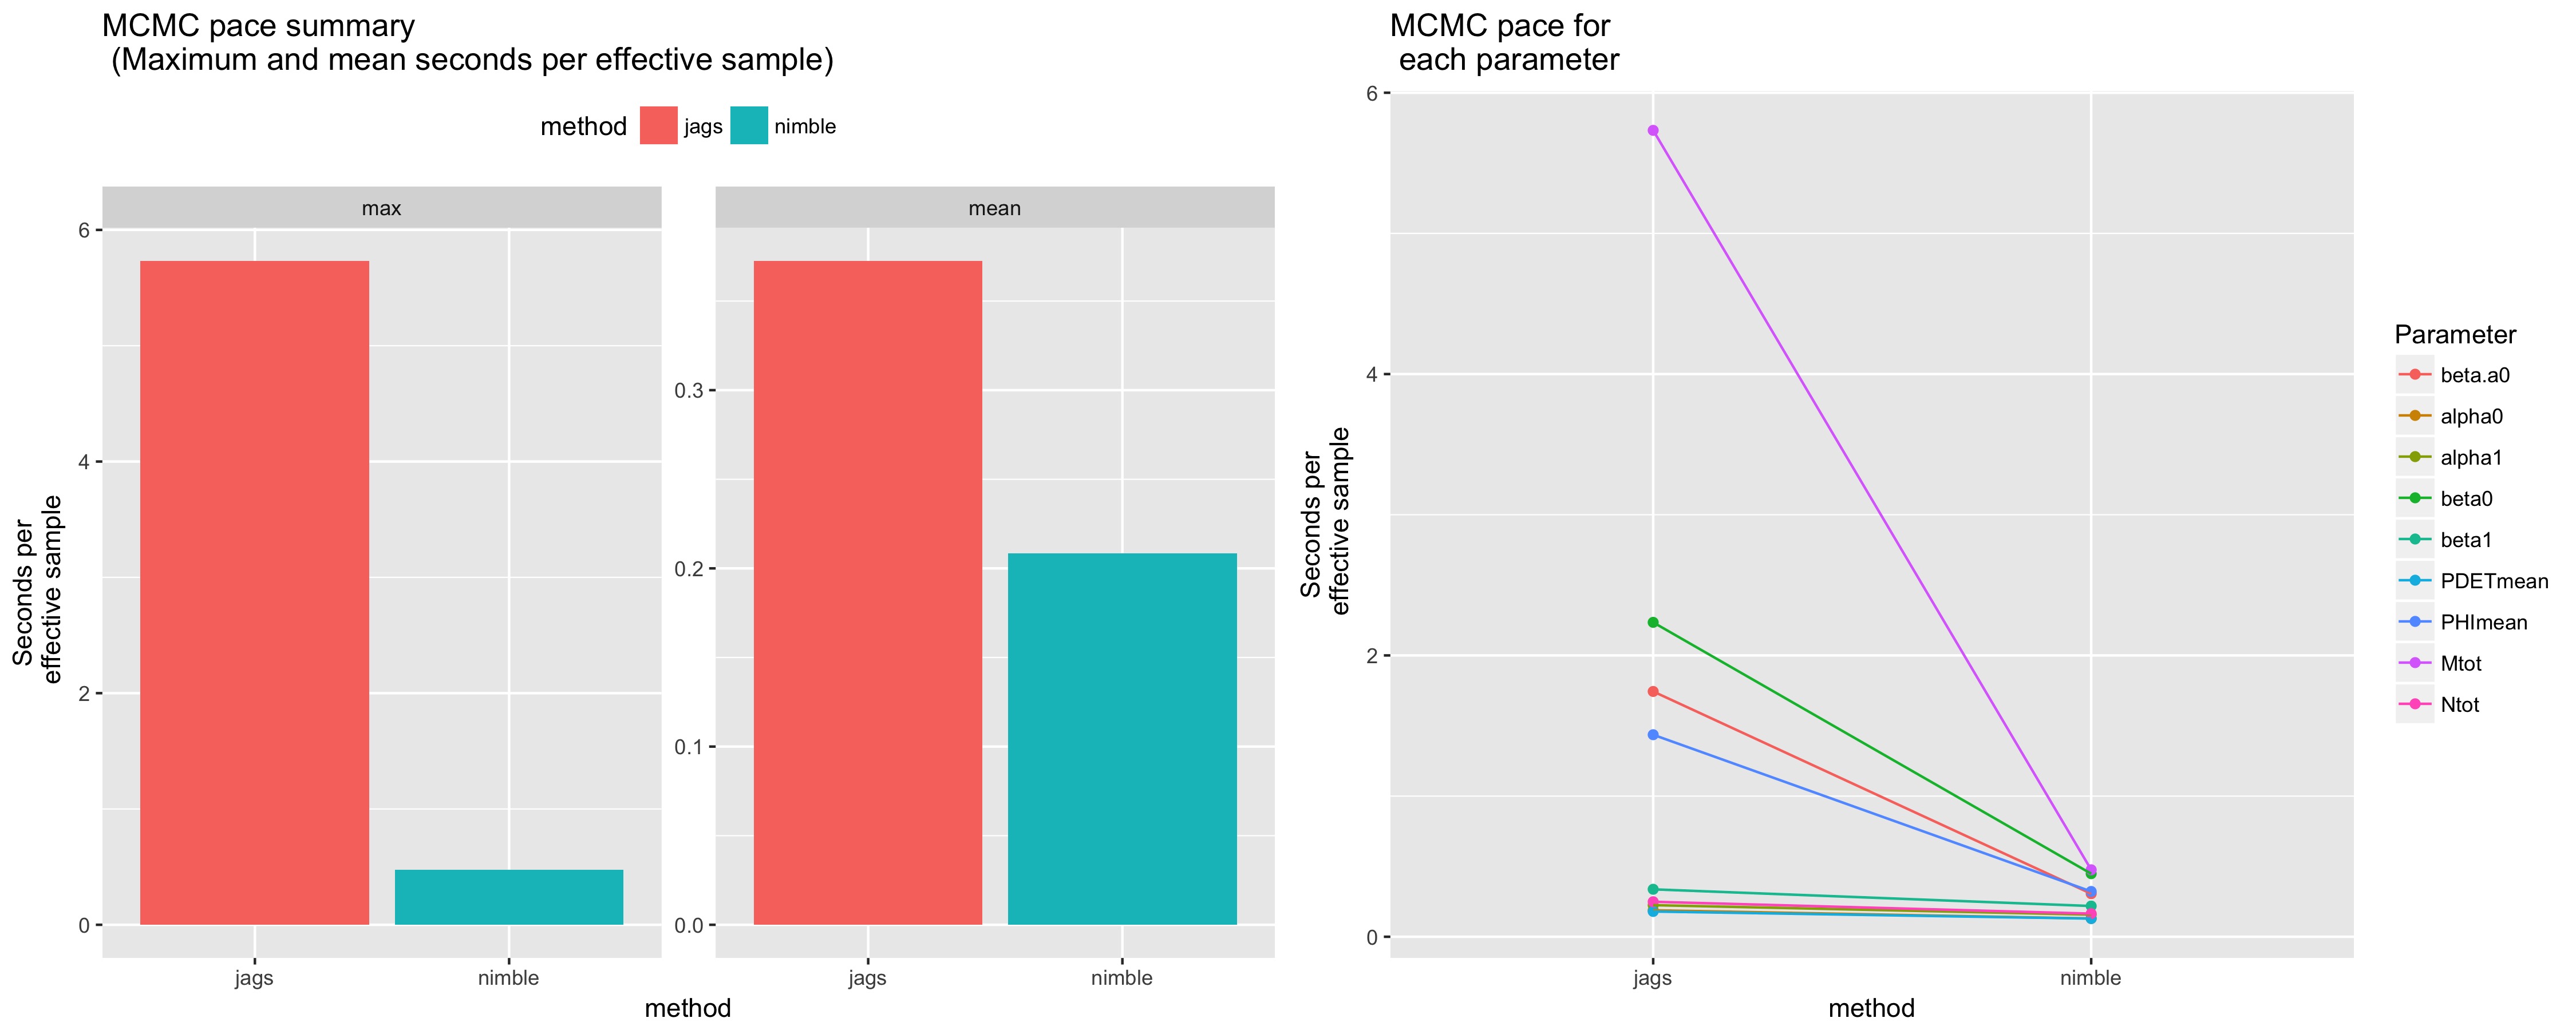 MCMC pace summary
(Maximum and mean seconds per effective sample)
method jags nimble
max
mean
6
4
2
0
0.3
0.2
0.1
0.0
Seconds per
effective sample
jags
nimble
jags
nimble
method
MCMC pace for
each parameter
6
4
2
0
Seconds per
effective sample
jags
nimble
method
Parameter
beta.a0
alpha0
alpha1
beta0
beta1
PDETmean
PHImean
Mtot
Ntot